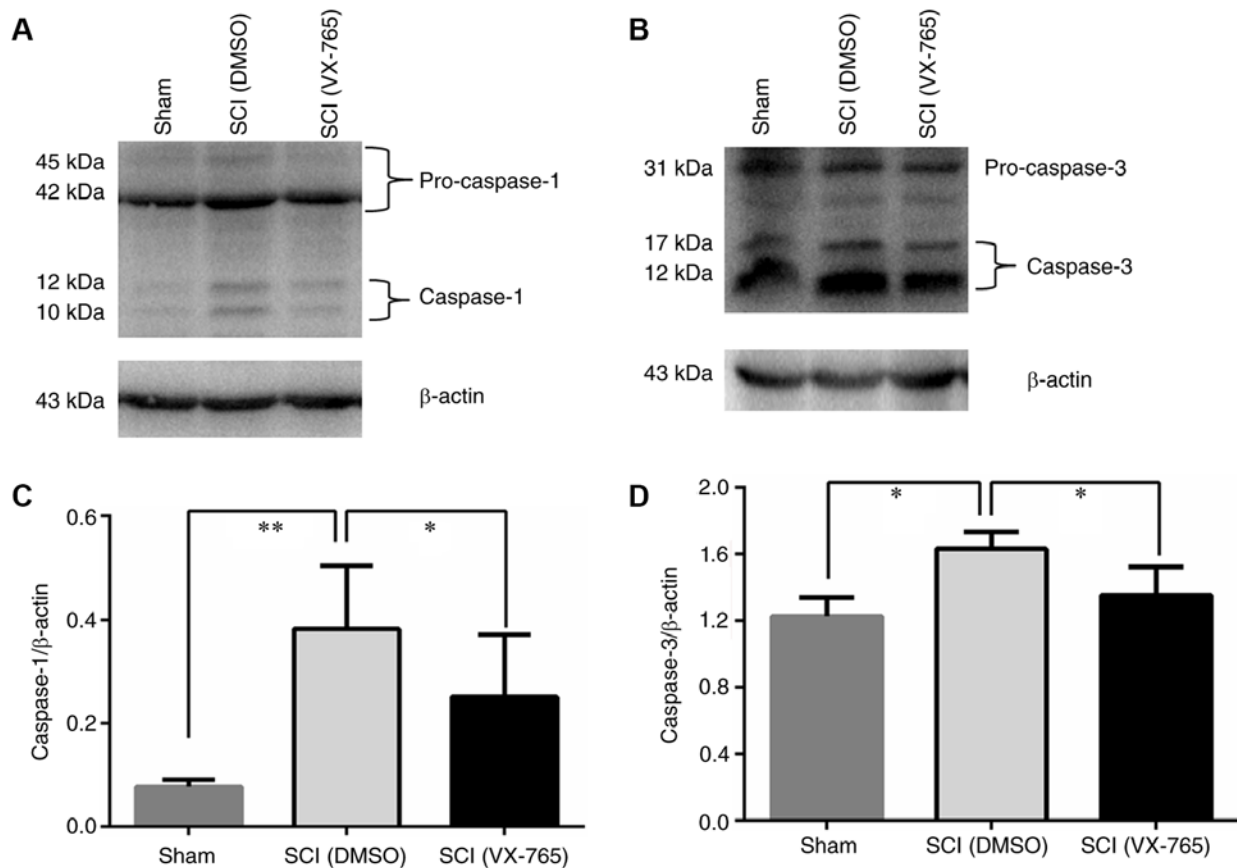 A
Sham
SCI (DMSO)
SCI (VX-765)
45 kDa
42 kDa
Pro-caspase-1
12 kDa
10 kDa
Caspase-1
43 kDa
β-actin
B
Sham
SCI (DMSO)
SCI (VX-765)
31 kDa
Pro-caspase-3
17 kDa
12 kDa
Caspase-3
43 kDa
β-actin
C
Caspase-1/β-actin
0.6
0.4
0.2
0.0
**
*
Sham
SCI (DMSO)
SCI (VX-765)
D
Caspase-3/β-actin
2.0
1.6
1.2
0.8
0.4
0.0
*
*
Sham
SCI (DMSO)
SCI (VX-765)